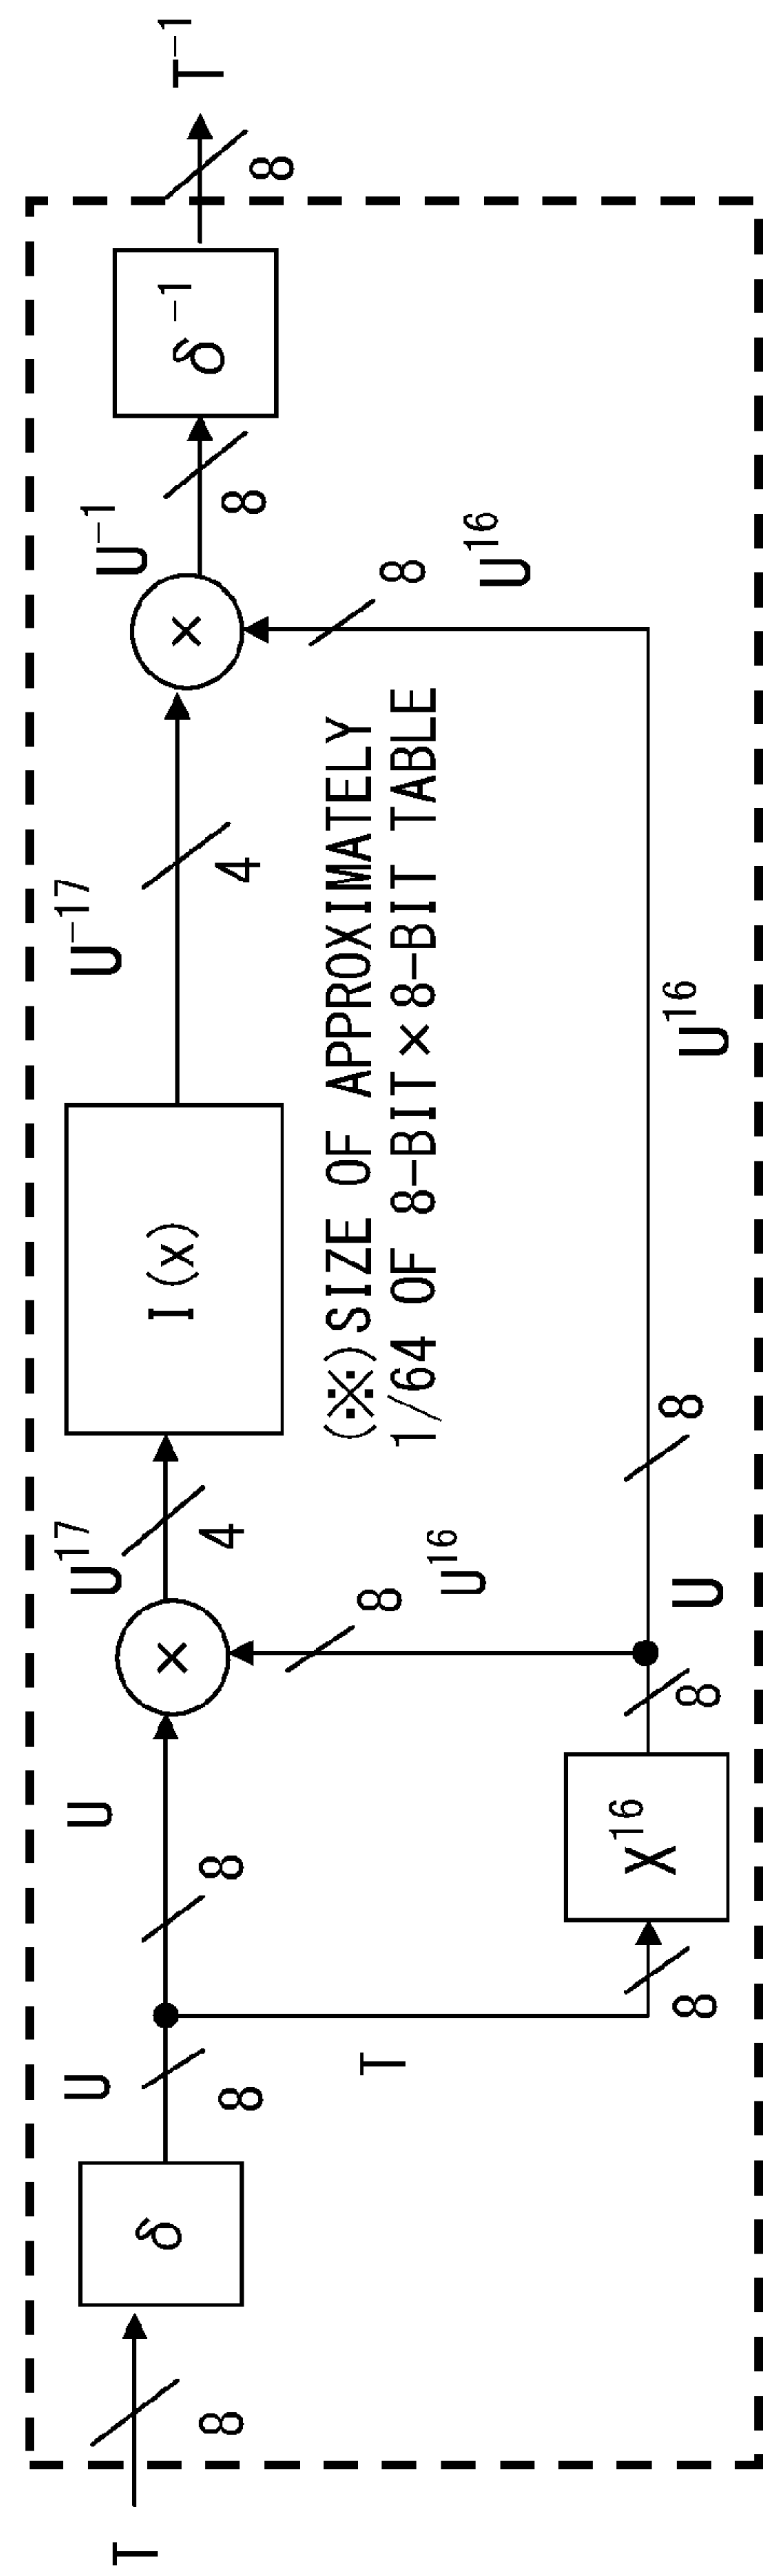 T
8
δ
U
8
T
8
X¹⁶
8
U
8
U
8
U¹⁶
U¹⁷
4
I(x)
(※)SIZE OF APPROXIMATELY
1/64 OF 8-BIT×8-BIT TABLE
8
U¹⁶
U⁻¹⁷
4
8
U¹⁶
U⁻¹
8
δ⁻¹
8
T⁻¹